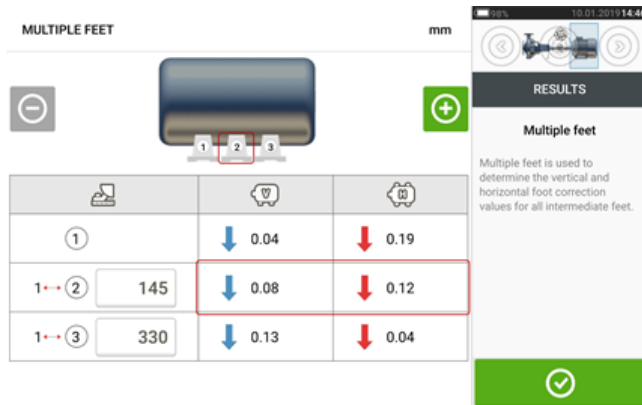 MULTIPLE FEET
mm
1 2 3
V
H
1
0.04
0.19
1↔2
145
0.08
0.12
1↔3
330
0.13
0.04
98%
10.01.2019 14:46
RESULTS
Multiple feet
Multiple feet is used to
determine the vertical and
horizontal foot correction
values for all intermediate feet.